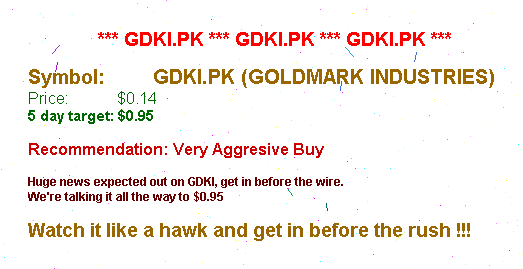 *** GDKI.PK *** GDKI.PK *** GDKI.PK ***
Symbol: GDKI.PK (GOLDMARK INDUSTRIES)
Price: $0.14
5 day target: $0.95
Recommendation: Very Aggresive Buy
Huge news expected out on GDKI, get in before the wire.
We're talking it all the way to $0.95
Watch it like a hawk and get in before the rush !!!